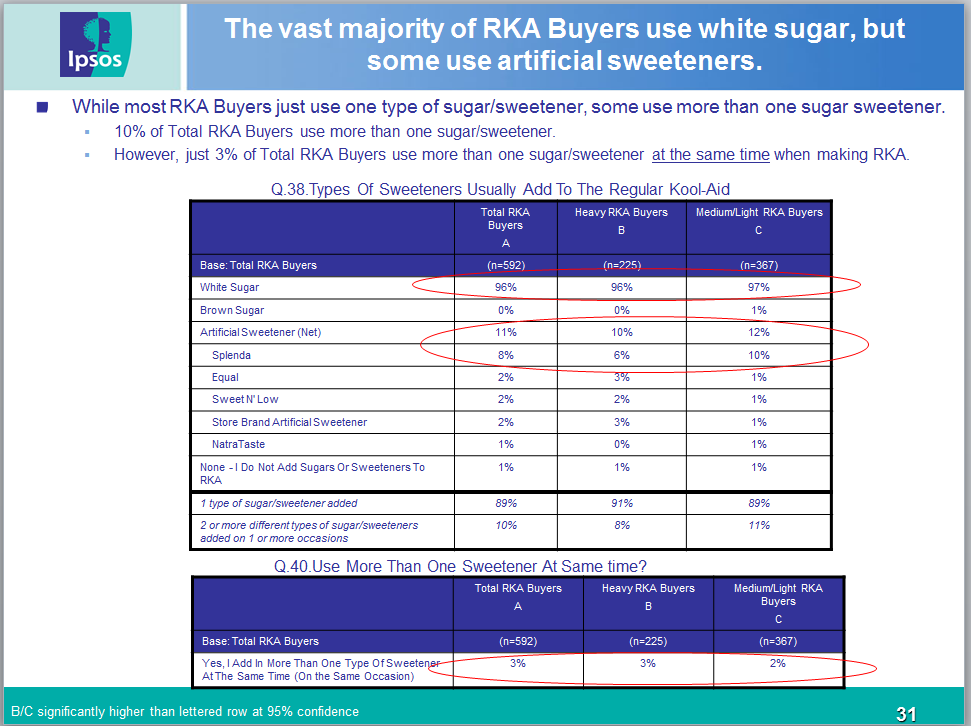 Ipsos
The vast majority of RKA Buyers use white sugar, but
some use artificial sweeteners.
While most RKA Buyers just use one type of sugar/sweetener, some use more than one sugar sweetener.
10% of Total RKA Buyers use more than one sugar/sweetener.
However, just 3% of Total RKA Buyers use more than one sugar/sweetener at the same time when making RKA.
Q.38.Types Of Sweeteners Usually Add To The Regular Kool-Aid
Total RKA Buyers A Heavy RKA Buyers B Medium/Light RKA Buyers C
Base: Total RKA Buyers (n=592) (n=225) (n=367)
White Sugar 96% 96% 97%
Brown Sugar 0% 0% 1%
Artificial Sweetener (Net) 11% 10% 12%
Splenda 8% 6% 10%
Equal 2% 3% 1%
Sweet N' Low 2% 2% 1%
Store Brand Artificial Sweetener 2% 3% 1%
NatraTaste 1% 0% 1%
None - I Do Not Add Sugars Or Sweeteners To RKA 1% 1% 1%
1 type of sugar/sweetener added 89% 91% 89%
2 or more different types of sugar/sweeteners added on 1 or more occasions 10% 8% 11%
Q.40.Use More Than One Sweetener At Same time?
Total RKA Buyers A Heavy RKA Buyers B Medium/Light RKA Buyers C
Base: Total RKA Buyers (n=592) (n=225) (n=367)
Yes, I Add In More Than One Type Of Sweetener At The Same Time (On the Same Occasion) 3% 3% 2%
B/C significantly higher than lettered row at 95% confidence
31